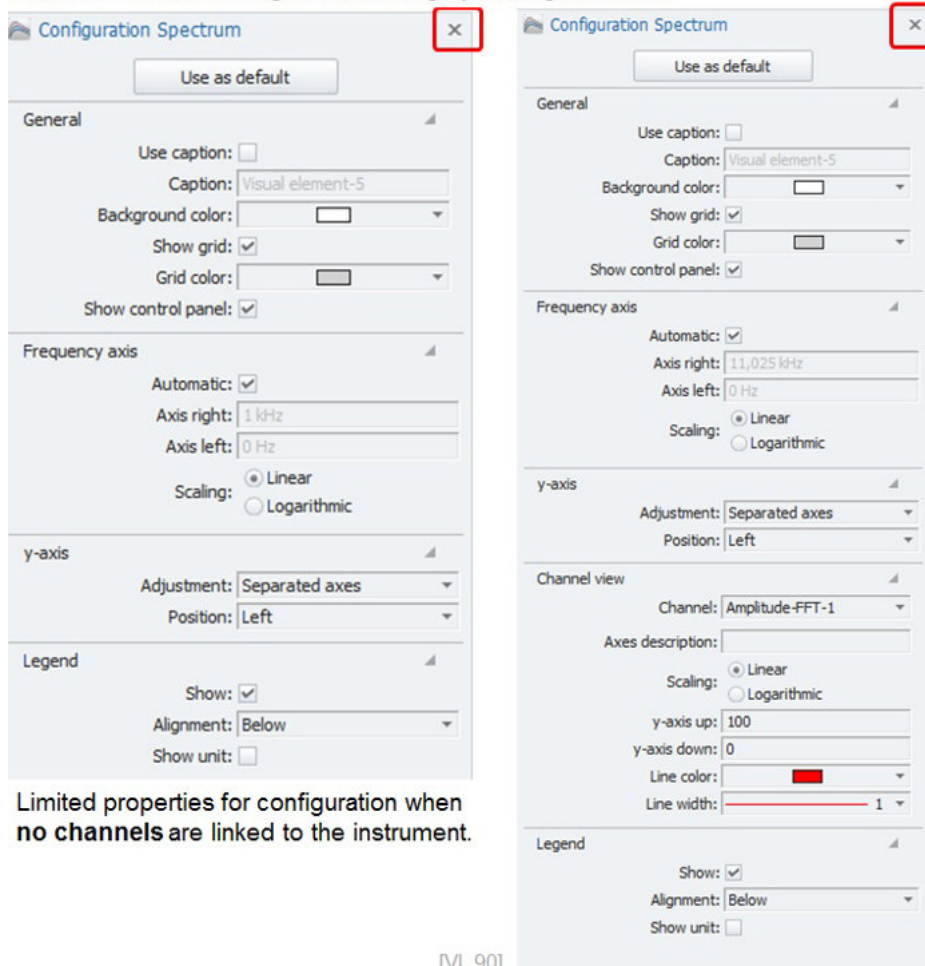 Configuration Spectrum
Use as default
General
Use caption:
Caption: Visual element-5
Background color:
Show grid:
Grid color:
Show control panel:
Frequency axis
Automatic:
Axis right: 1 kHz
Axis left: 0 Hz
Scaling: Linear
Logarithmic
y-axis
Adjustment: Separated axes
Position: Left
Legend
Show:
Alignment: Below
Show unit:
Limited properties for configuration when
no channels are linked to the instrument.
Configuration Spectrum
Use as default
General
Use caption:
Caption: Visual element-5
Background color:
Show grid:
Grid color:
Show control panel:
Frequency axis
Automatic:
Axis right: 11,025 kHz
Axis left: 0 Hz
Scaling: Linear
Logarithmic
y-axis
Adjustment: Separated axes
Position: Left
Channel view
Channel: Amplitude-FFT-1
Axes description:
Scaling: Linear
Logarithmic
y-axis up: 100
y-axis down: 0
Line color:
Line width: 1
Legend
Show:
Alignment: Below
Show unit: